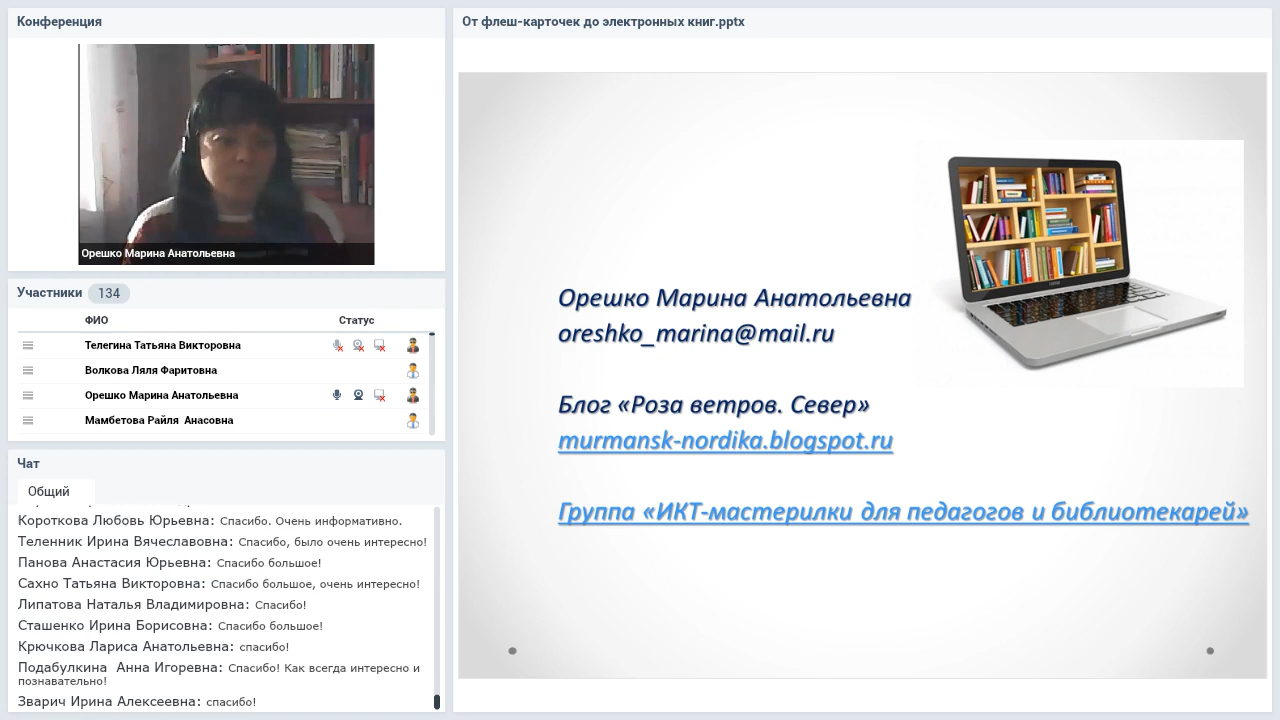 Конференция
Орешко Марина Анатольевна
Участники 134
ФИО Статус
Телегина Татьяна Викторовна
Волкова Ляля Фаритовна
Орешко Марина Анатольевна
Мамбетова Райля Анасовна
Чат
Общий
Короткова Любовь Юрьевна: Спасибо. Очень информативно.
Теленник Ирина Вячеславовна: Спасибо, было очень интересно!
Панова Анастасия Юрьевна: Спасибо большое!
Сахно Татьяна Викторовна: Спасибо большое, очень интересно!
Липатова Наталья Владимировна: Спасибо!
Сташенко Ирина Борисовна: Спасибо большое!
Крючкова Лариса Анатольевна: спасибо!
Подабулкина Анна Игоревна: Спасибо! Как всегда интересно и
познавательно!
Зварич Ирина Алексеевна: спасибо!
От флеш-карточек до электронных книг.pptx
Орешко Марина Анатольевна
oreshko_marina@mail.ru
Блог «Роза ветров. Север»
murmansk-nordika.blogspot.ru
Группа «ИКТ-мастерилки для педагогов и библиотекарей»